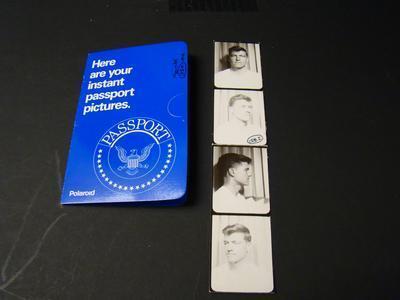 Here
are your
instant
passport
pictures.
PASSPORT
Polaroid